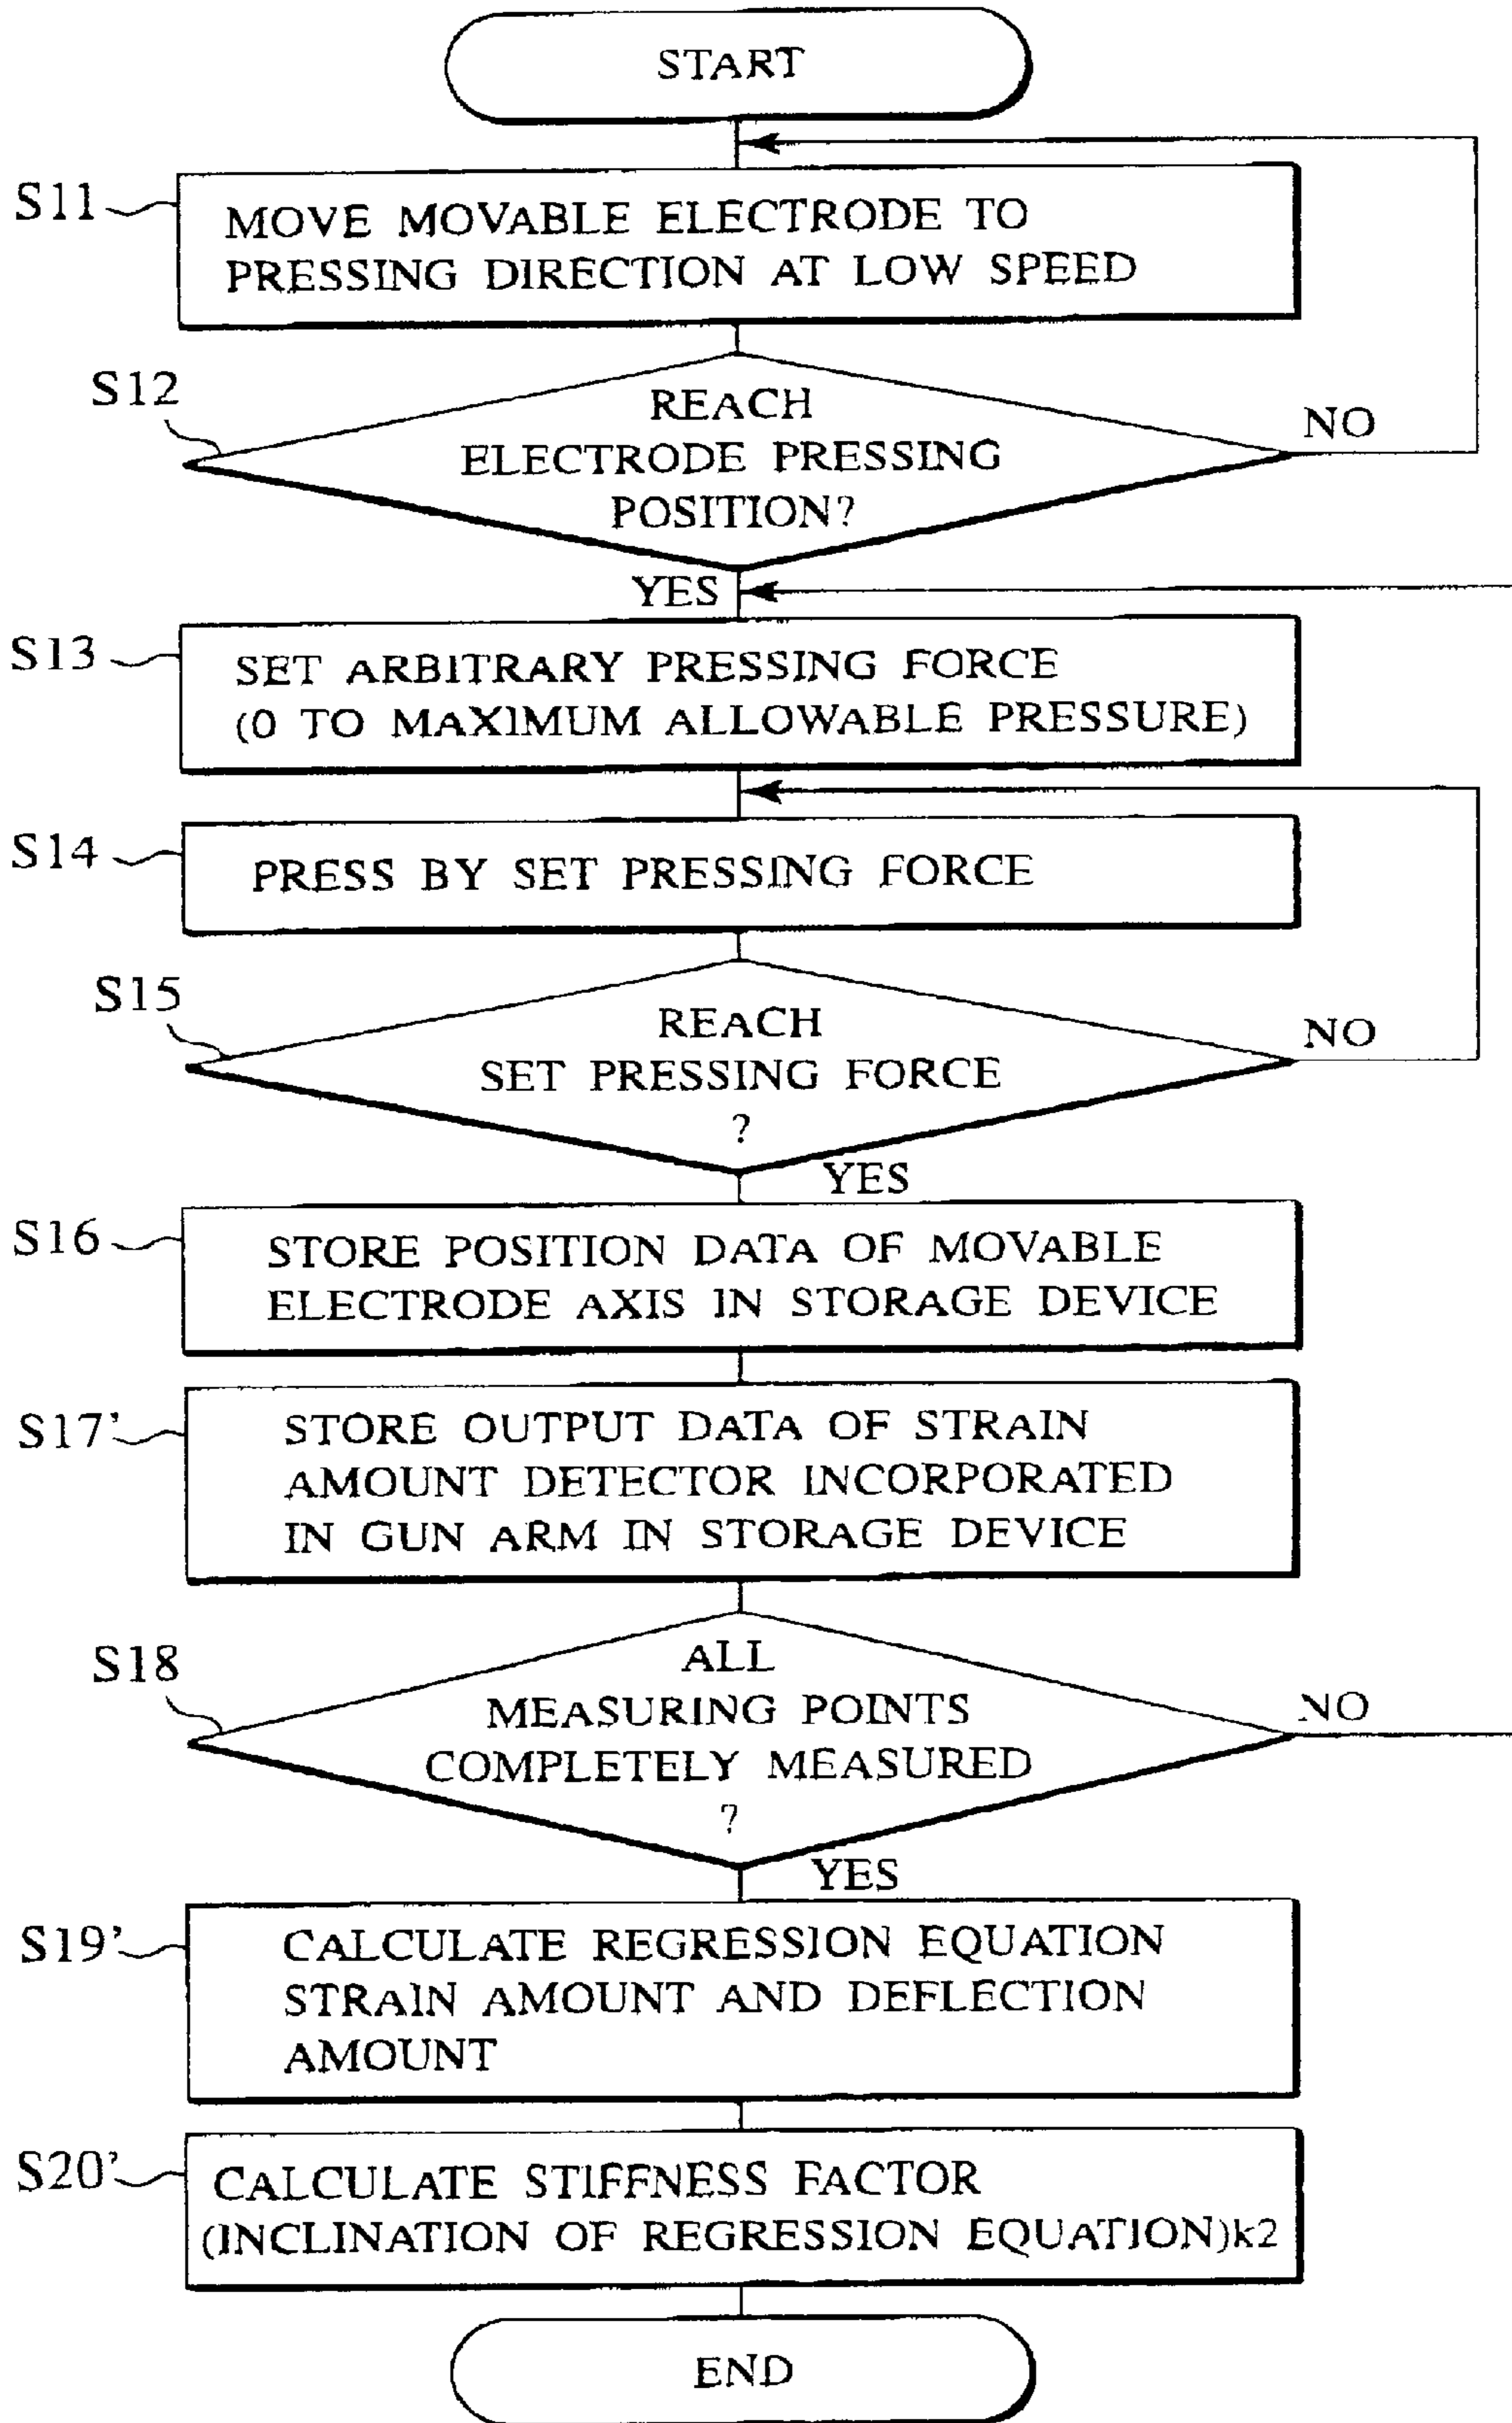 START
S11
MOVE MOVABLE ELECTRODE TO
PRESSING DIRECTION AT LOW SPEED
S12
REACH
ELECTRODE PRESSING
POSITION?
NO
YES
S13
SET ARBITRARY PRESSING FORCE
(0 TO MAXIMUM ALLOWABLE PRESSURE)
S14
PRESS BY SET PRESSING FORCE
S15
REACH
SET PRESSING FORCE
?
NO
YES
S16
STORE POSITION DATA OF MOVABLE
ELECTRODE AXIS IN STORAGE DEVICE
S17'
STORE OUTPUT DATA OF STRAIN
AMOUNT DETECTOR INCORPORATED
IN GUN ARM IN STORAGE DEVICE
S18
ALL
MEASURING POINTS
COMPLETELY MEASURED
?
NO
YES
S19'
CALCULATE REGRESSION EQUATION
STRAIN AMOUNT AND DEFLECTION
AMOUNT
S20'
CALCULATE STIFFNESS FACTOR
(INCLINATION OF REGRESSION EQUATION)k2
END